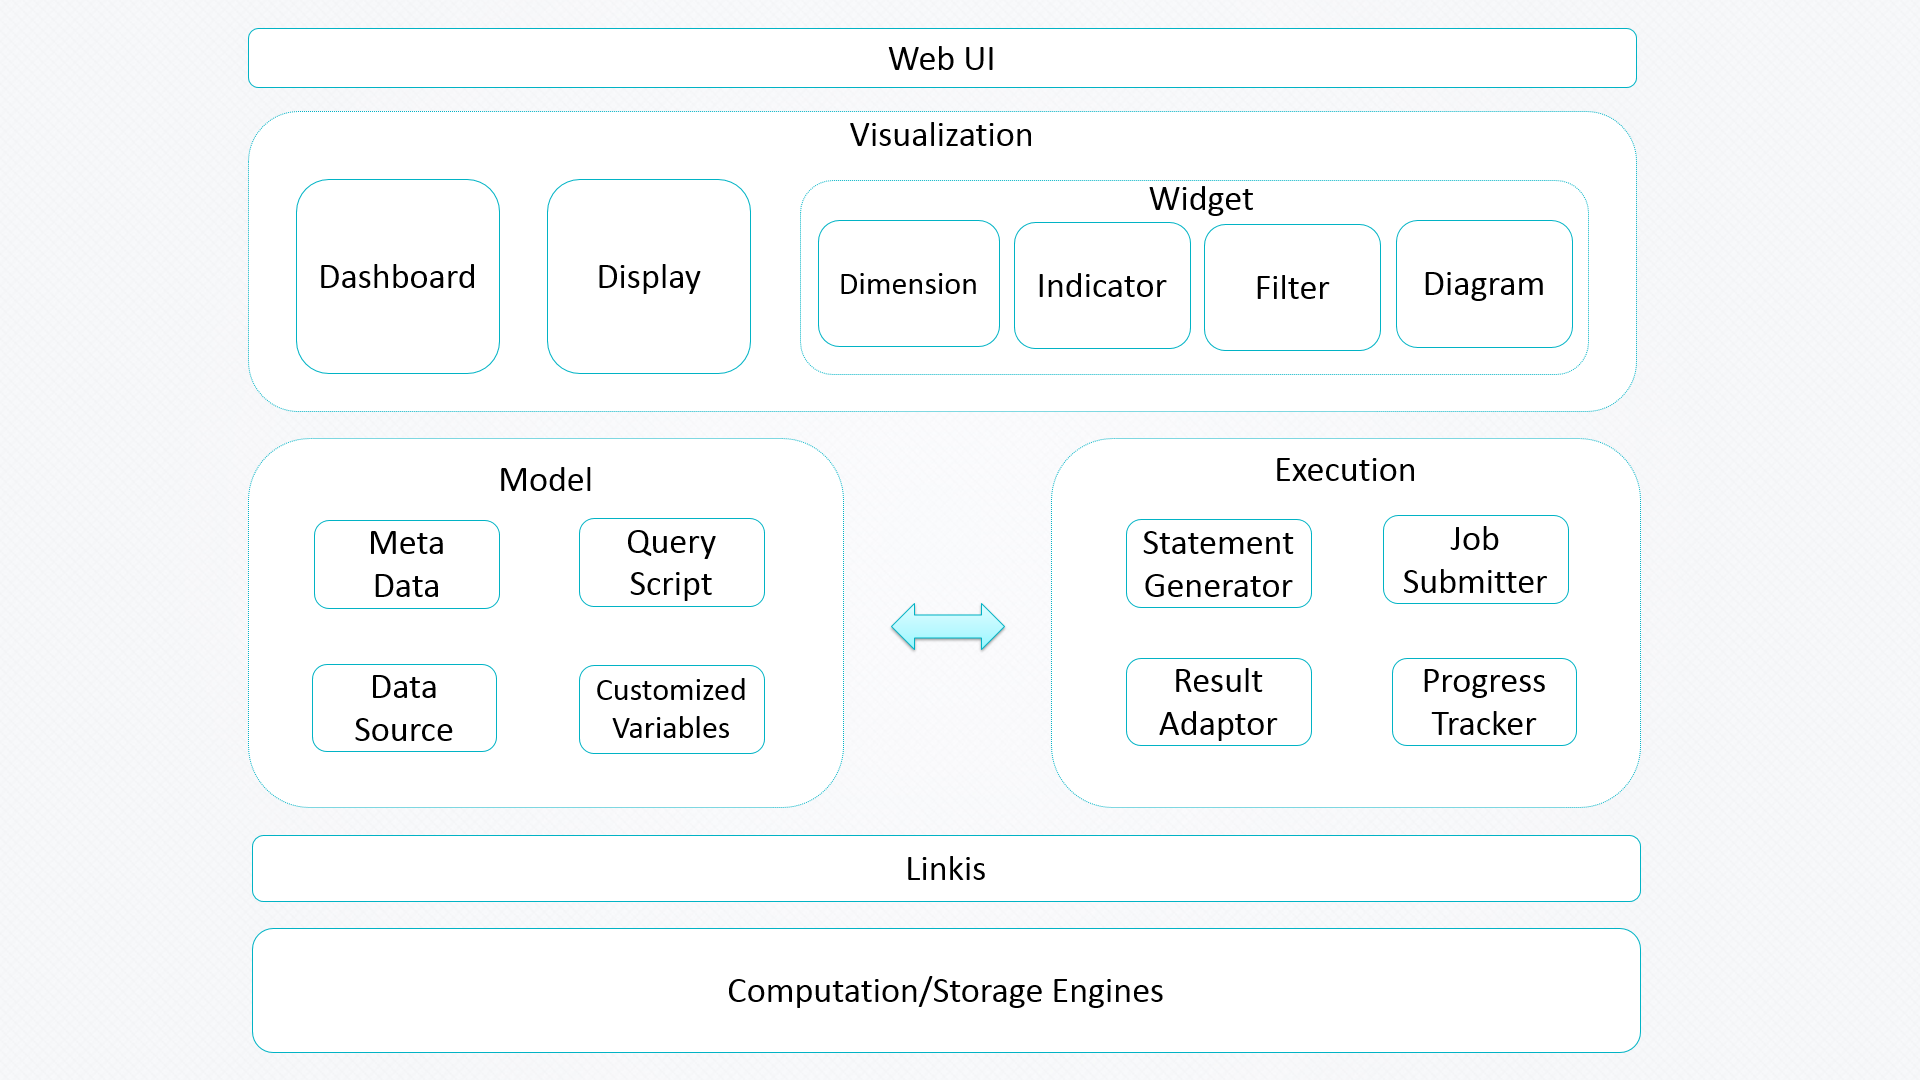 Web UI
Visualization
Dashboard
Display
Widget
Dimension
Indicator
Filter
Diagram
Model
Meta
Data
Query
Script
Data
Source
Customized
Variables
Execution
Statement
Generator
Job
Submitter
Result
Adaptor
Progress
Tracker
Linkis
Computation/Storage Engines